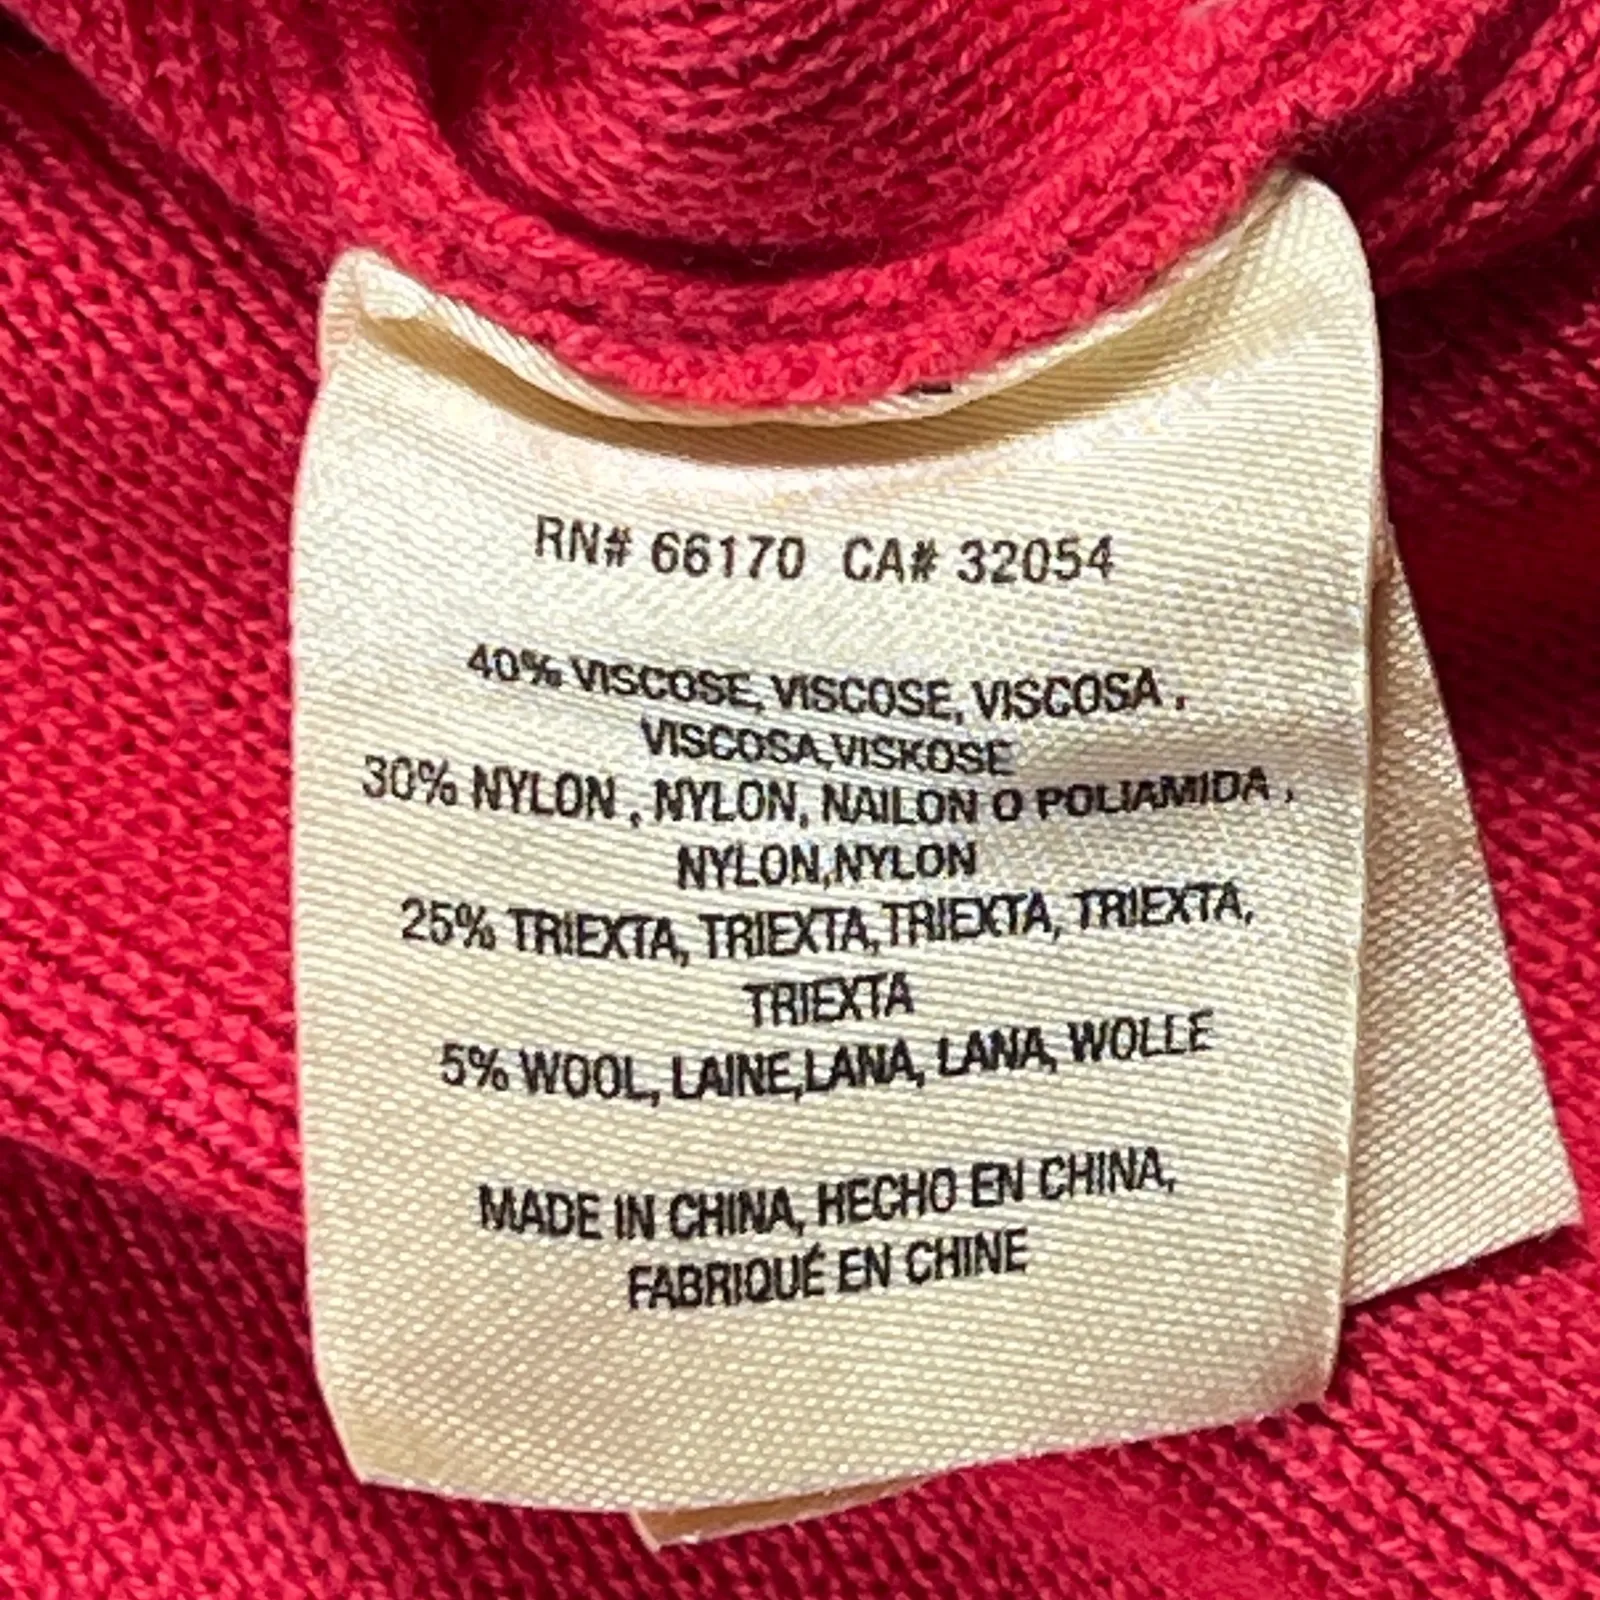 RN# 66170 CA# 32054
40% VISCOSE, VISCOSE, VISCOSA ,
VISCOSA,VISKOSE
30% NYLON , NYLON, NAILON O POLIAMIDA ,
NYLON,NYLON
25% TRIEXTA, TRIEXTA,TRIEXTA, TRIEXTA,
TRIEXTA
5% WOOL, LAINE,LANA, LANA, WOLLE
MADE IN CHINA, HECHO EN CHINA,
FABRIQUÉ EN CHINE